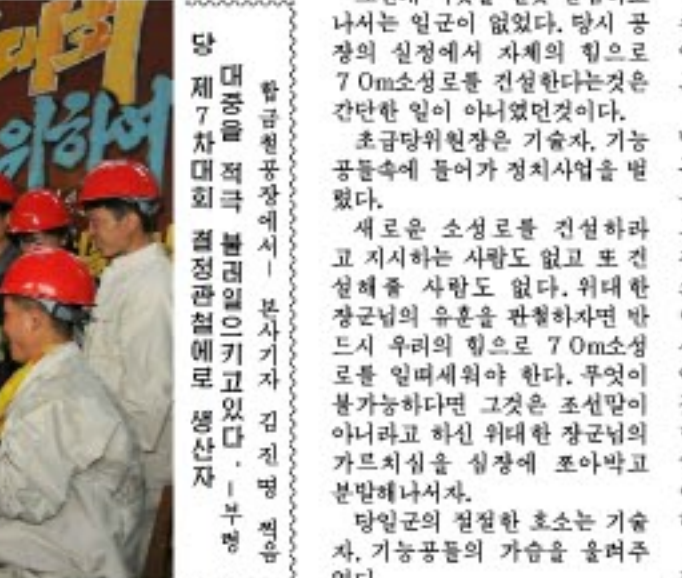 대회
위하여
당 제7차대회 결정관철에로 생산자
대중을 적극 불러일으키고있다. -부령
합금철공장에서- 본사기자 김진명 찍음
나서는 일군이 없었다. 당시 공
장의 실정에서 자체의 힘으로
70m소성로를 건설한다는것은
간단한 일이 아니였던것이다.
초급당위원장은 기술자, 기능
공들속에 들어가 정치사업을 벌
렸다.
새로운 소성로를 건설하라
고 지시하는 사람도 없고 또 건
설해줄 사람도 없다. 위대한
장군님의 유훈을 관철하자면 반
드시 우리의 힘으로 70m소성
로를 일떠세워야 한다. 무엇이
불가능하다면 그것은 조선말이
아니라고 하신 위대한 장군님의
가르치심을 심장에 쪼아박고
분발해나서자.
당일군의 절절한 호소는 기술
자, 기능공들의 가슴을 울려주